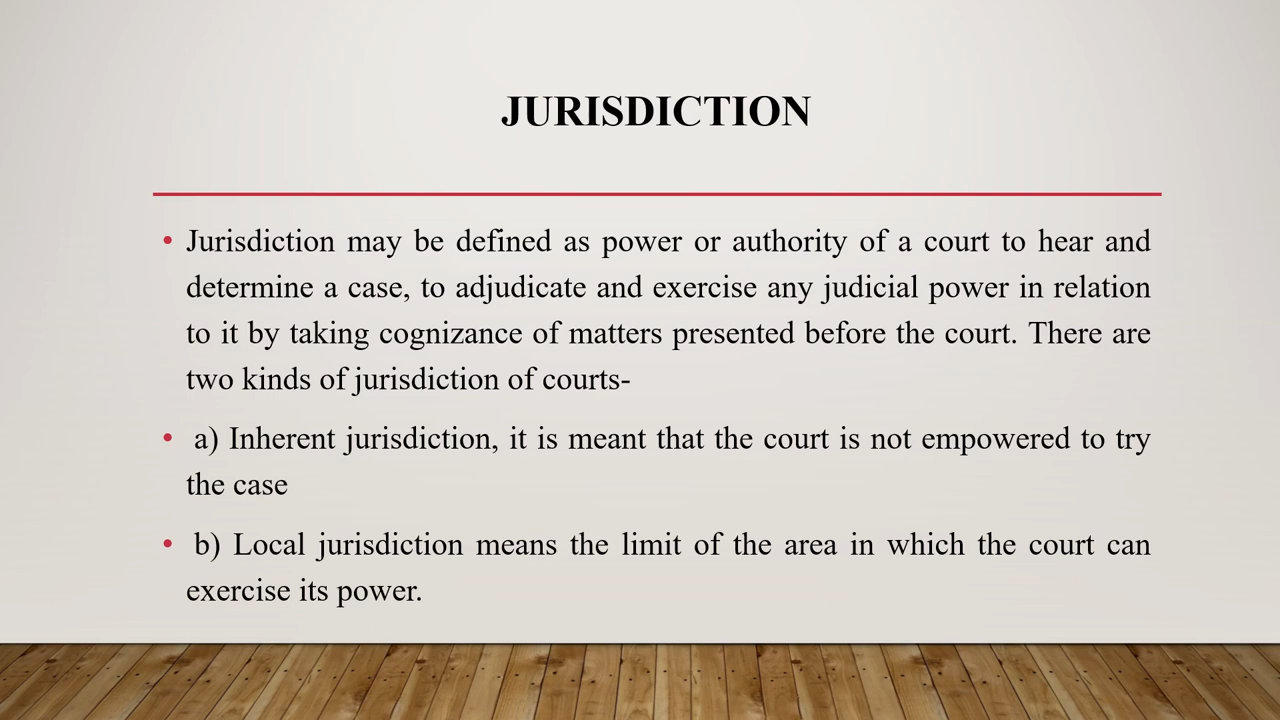 JURISDICTION
• Jurisdiction may be defined as power or authority of a court to hear and
determine a case, to adjudicate and exercise any judicial power in relation
to it by taking cognizance of matters presented before the court. There are
two kinds of jurisdiction of courts-
• a) Inherent jurisdiction, it is meant that the court is not empowered to try
the case
• b) Local jurisdiction means the limit of the area in which the court can
exercise its power.